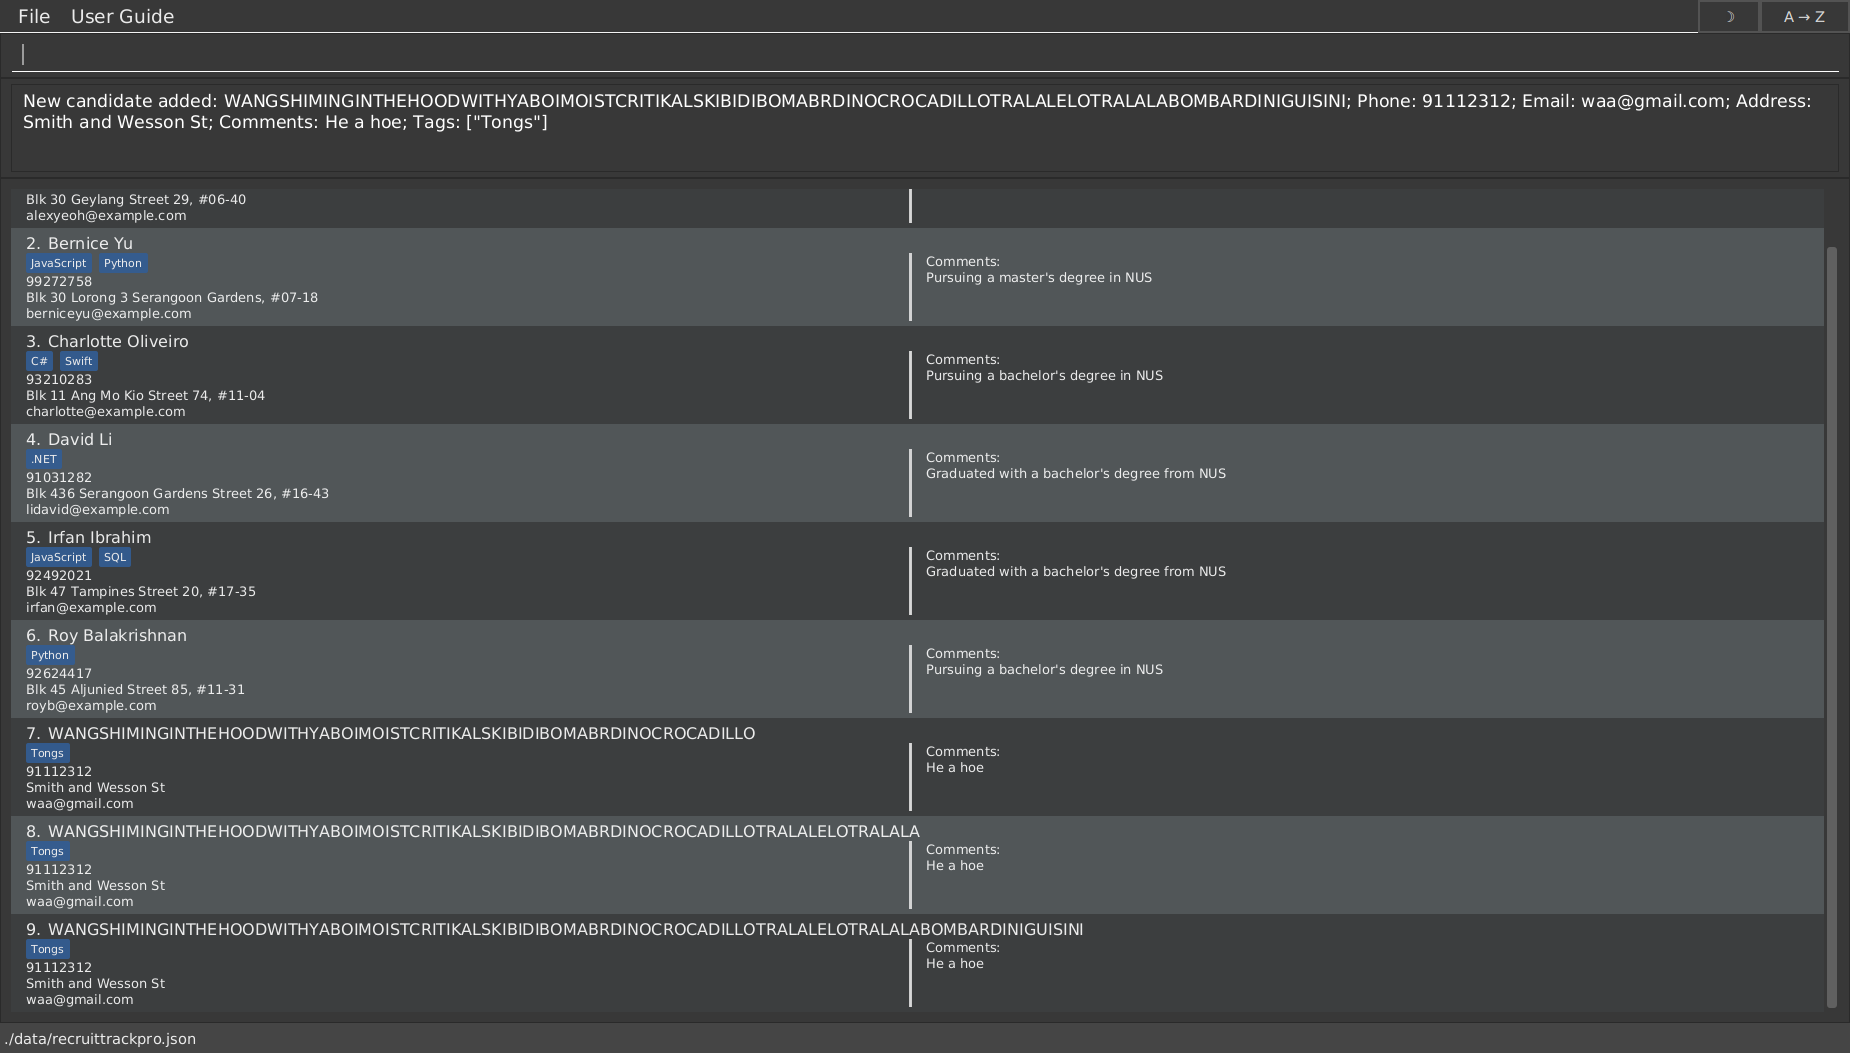 File User Guide ☽ A → Z
New candidate added: WANGSHIMINGINTHEHOODWITHYABOIMOISTCRITIKALSKIBIDIBOMABRDINOCROCADILLOTRALALELOTRALALABOMBARDINIGUISINI; Phone: 91112312; Email: waa@gmail.com; Address:
Smith and Wesson St; Comments: He a hoe; Tags: ["Tongs"]
Blk 30 Geylang Street 29, #06-40
alexyeoh@example.com
2. Bernice Yu
JavaScript Python
99272758
Blk 30 Lorong 3 Serangoon Gardens, #07-18
berniceyu@example.com
Comments:
Pursuing a master's degree in NUS
3. Charlotte Oliveiro
C# Swift
93210283
Blk 11 Ang Mo Kio Street 74, #11-04
charlotte@example.com
Comments:
Pursuing a bachelor's degree in NUS
4. David Li
.NET
91031282
Blk 436 Serangoon Gardens Street 26, #16-43
lidavid@example.com
Comments:
Graduated with a bachelor's degree from NUS
5. Irfan Ibrahim
JavaScript SQL
92492021
Blk 47 Tampines Street 20, #17-35
irfan@example.com
Comments:
Graduated with a bachelor's degree from NUS
6. Roy Balakrishnan
Python
92624417
Blk 45 Aljunied Street 85, #11-31
royb@example.com
Comments:
Pursuing a bachelor's degree in NUS
7. WANGSHIMINGINTHEHOODWITHYABOIMOISTCRITIKALSKIBIDIBOMABRDINOCROCADILLO
Tongs
91112312
Smith and Wesson St
waa@gmail.com
Comments:
He a hoe
8. WANGSHIMINGINTHEHOODWITHYABOIMOISTCRITIKALSKIBIDIBOMABRDINOCROCADILLOTRALALELOTRALALA
Tongs
91112312
Smith and Wesson St
waa@gmail.com
Comments:
He a hoe
9. WANGSHIMINGINTHEHOODWITHYABOIMOISTCRITIKALSKIBIDIBOMABRDINOCROCADILLOTRALALELOTRALALABOMBARDINIGUISINI
Tongs
91112312
Smith and Wesson St
waa@gmail.com
Comments:
He a hoe
./data/recruittrackpro.json